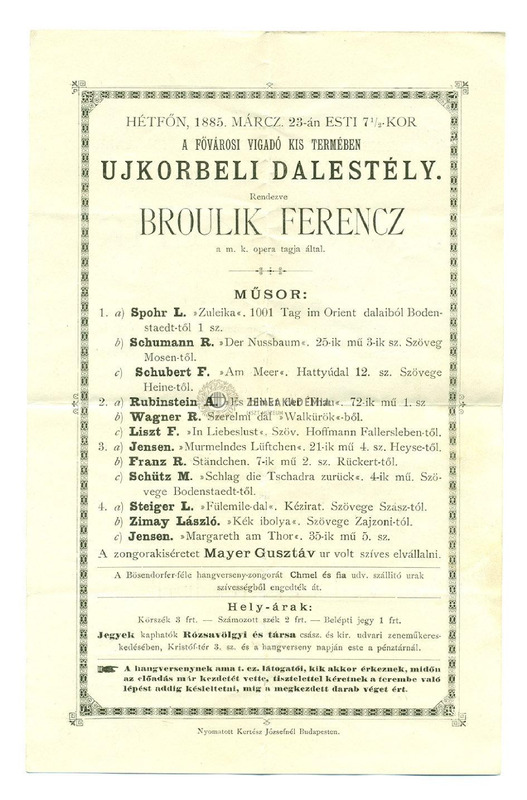 HÉTFŐN, 1885. MÁRCZ. 23-án ESTI 7 1/2-KOR
A FŐVÁROSI VIGADÓ KIS TERMÉBEN
UJKORBELI DALESTÉLY.
Rendezve
BROULIK FERENCZ
a m. k. opera tagja által.
MŰSOR:
1. a) Spohr L. »Zuleika«. 1001 Tag im Orient dalaiból Boden-
staedt-tól 1 sz.
b) Schumann R. »Der Nussbaum«. 25-ik mű 3-ik sz. Szöveg
Mosen-től.
c) Schubert F. »Am Meer«. Hattyúdal 12. sz. Szövege
Heine-től.
2. a) Rubinstein A. 72-ik mű 1. sz
ZENEAKADÉMIA
b) Wagner R. Szerelmi dal »Walkürök«-ből.
c) Liszt F. »In Liebeslust«. Szöv. Hoffmann Fallersleben-től.
3. a) Jensen. »Murmelndes Lüftchen«. 21-ik mű 4. sz. Heyse-től.
b) Franz R. Ständchen. 7-ik mű 2. sz. Rückert-től.
c) Schütz M. »Schlag die Tschadra zurück«. 4-ik mű. Szö-
vege Bodenstaedt-től.
4. a) Steiger L. »Fülemile-dal«. Kézirat. Szövege Szász-tól.
b) Zimay László. »Kék ibolya«. Szövege Zajzoni-tól.
c) Jensen. »Margareth am Thor«. 35-ik mű 5. sz.
A zongorakiséretet Mayer Gusztáv ur volt szíves elvállalni.
A Bösendorfer-féle hangverseny-zongorát Chmel és fia udv. szállító urak
szívességből engedték át.
Hely-árak:
Körszék 3 frt. — Számozott szék 2 frt. — Belépti jegy 1 frt.
Jegyek kaphatók Rózsavölgyi és társa csász. és kir. udvari zeneműkeres-
kedésében, Kristóf-tér 3. sz. és a hangverseny napján este a pénztárnál.
A hangversenynek ama t. cz. látogatói, kik akkor érkeznek, midőn
az előadás már kezdetét vette, tisztelettel kéretnek a terembe való
lépést addig késleltetni, mig a megkezdett darab véget ért.
Nyomatott Kertész Józsefnél Budapesten.